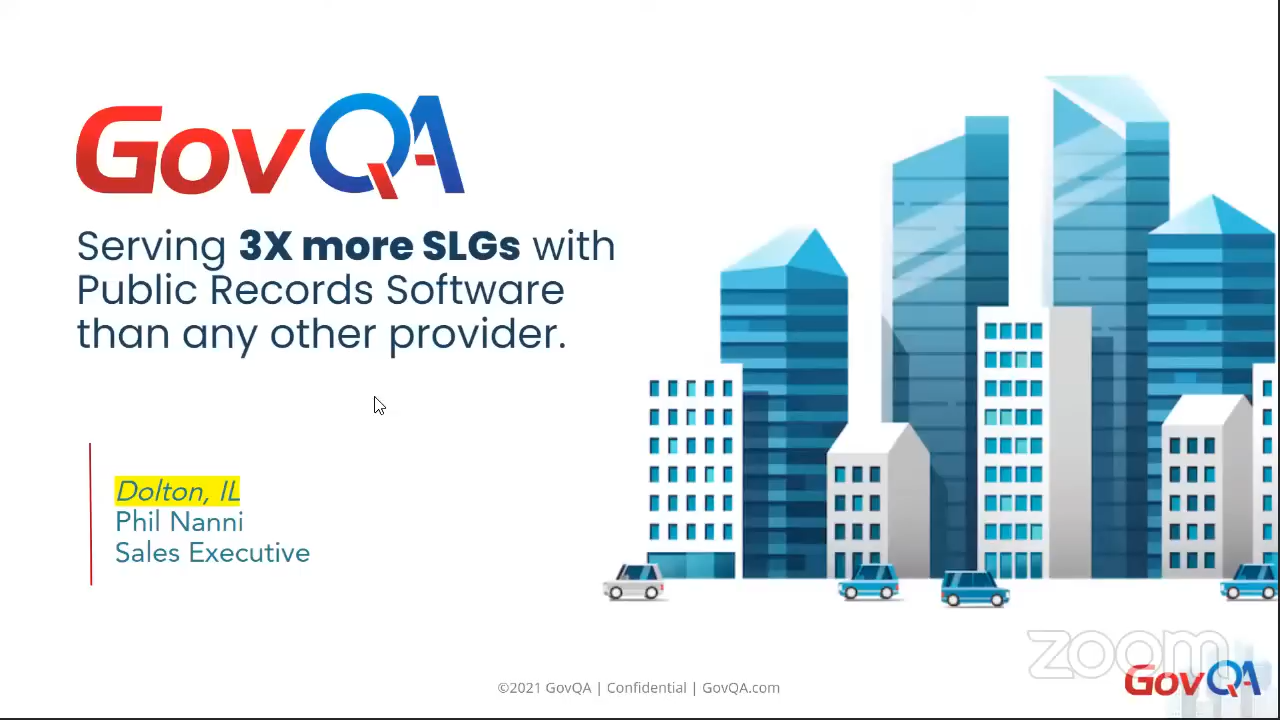 GovQA
Serving 3X more SLGs with
Public Records Software
than any other provider.
Dolton, IL
Phil Nanni
Sales Executive
zoom
GovQA
©2021 GovQA | Confidential | GovQA.com